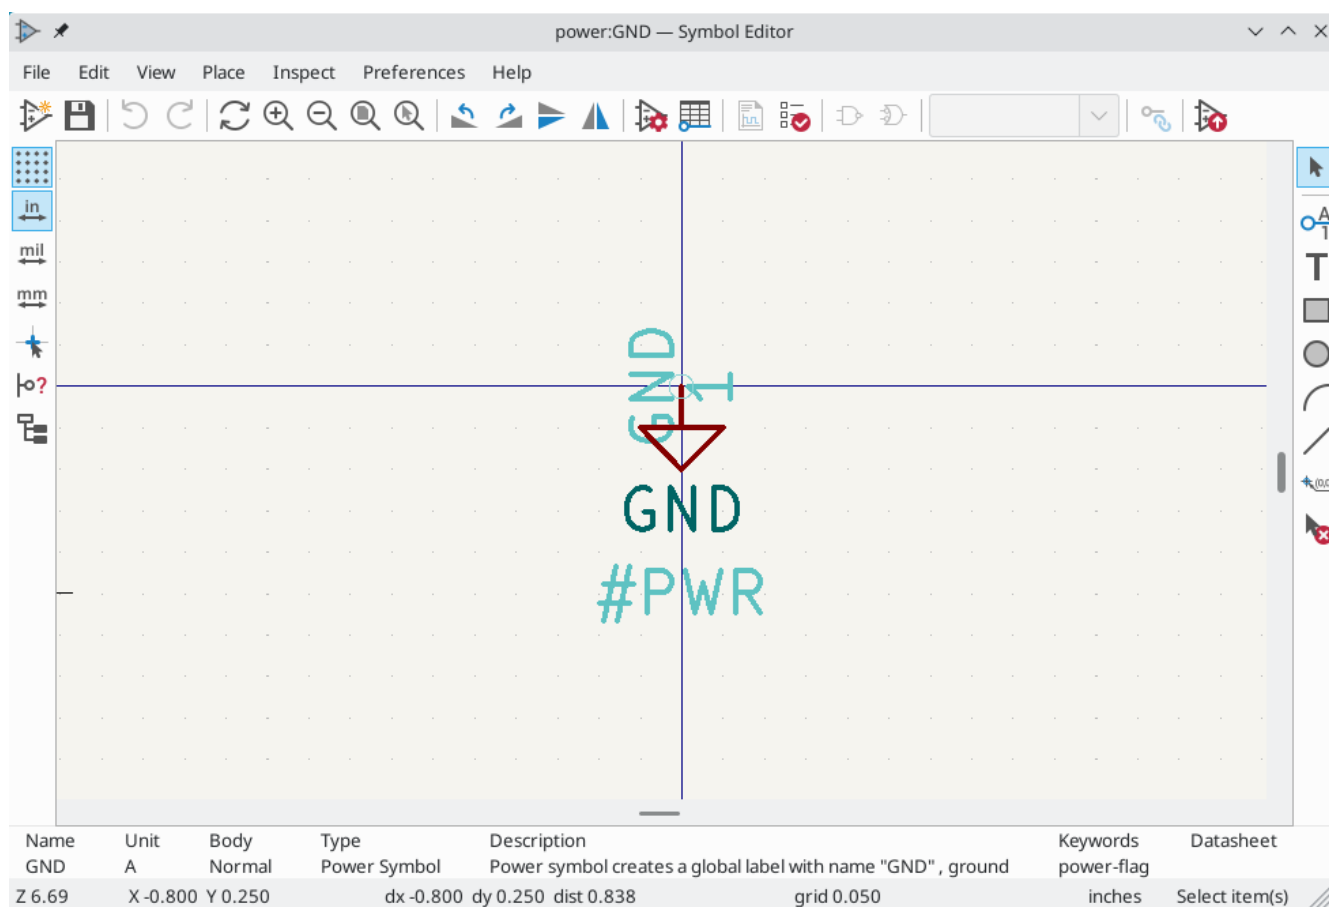 power:GND — Symbol Editor
File Edit View Place Inspect Preferences Help
in
mil
mm
?
A
1
T
(0,0
GND
1
GND
#PWR
Name Unit Body Type Description Keywords Datasheet
GND A Normal Power Symbol Power symbol creates a global label with name "GND" , ground power-flag
Z 6.69 X -0.800 Y 0.250 dx -0.800 dy 0.250 dist 0.838 grid 0.050 inches Select item(s)